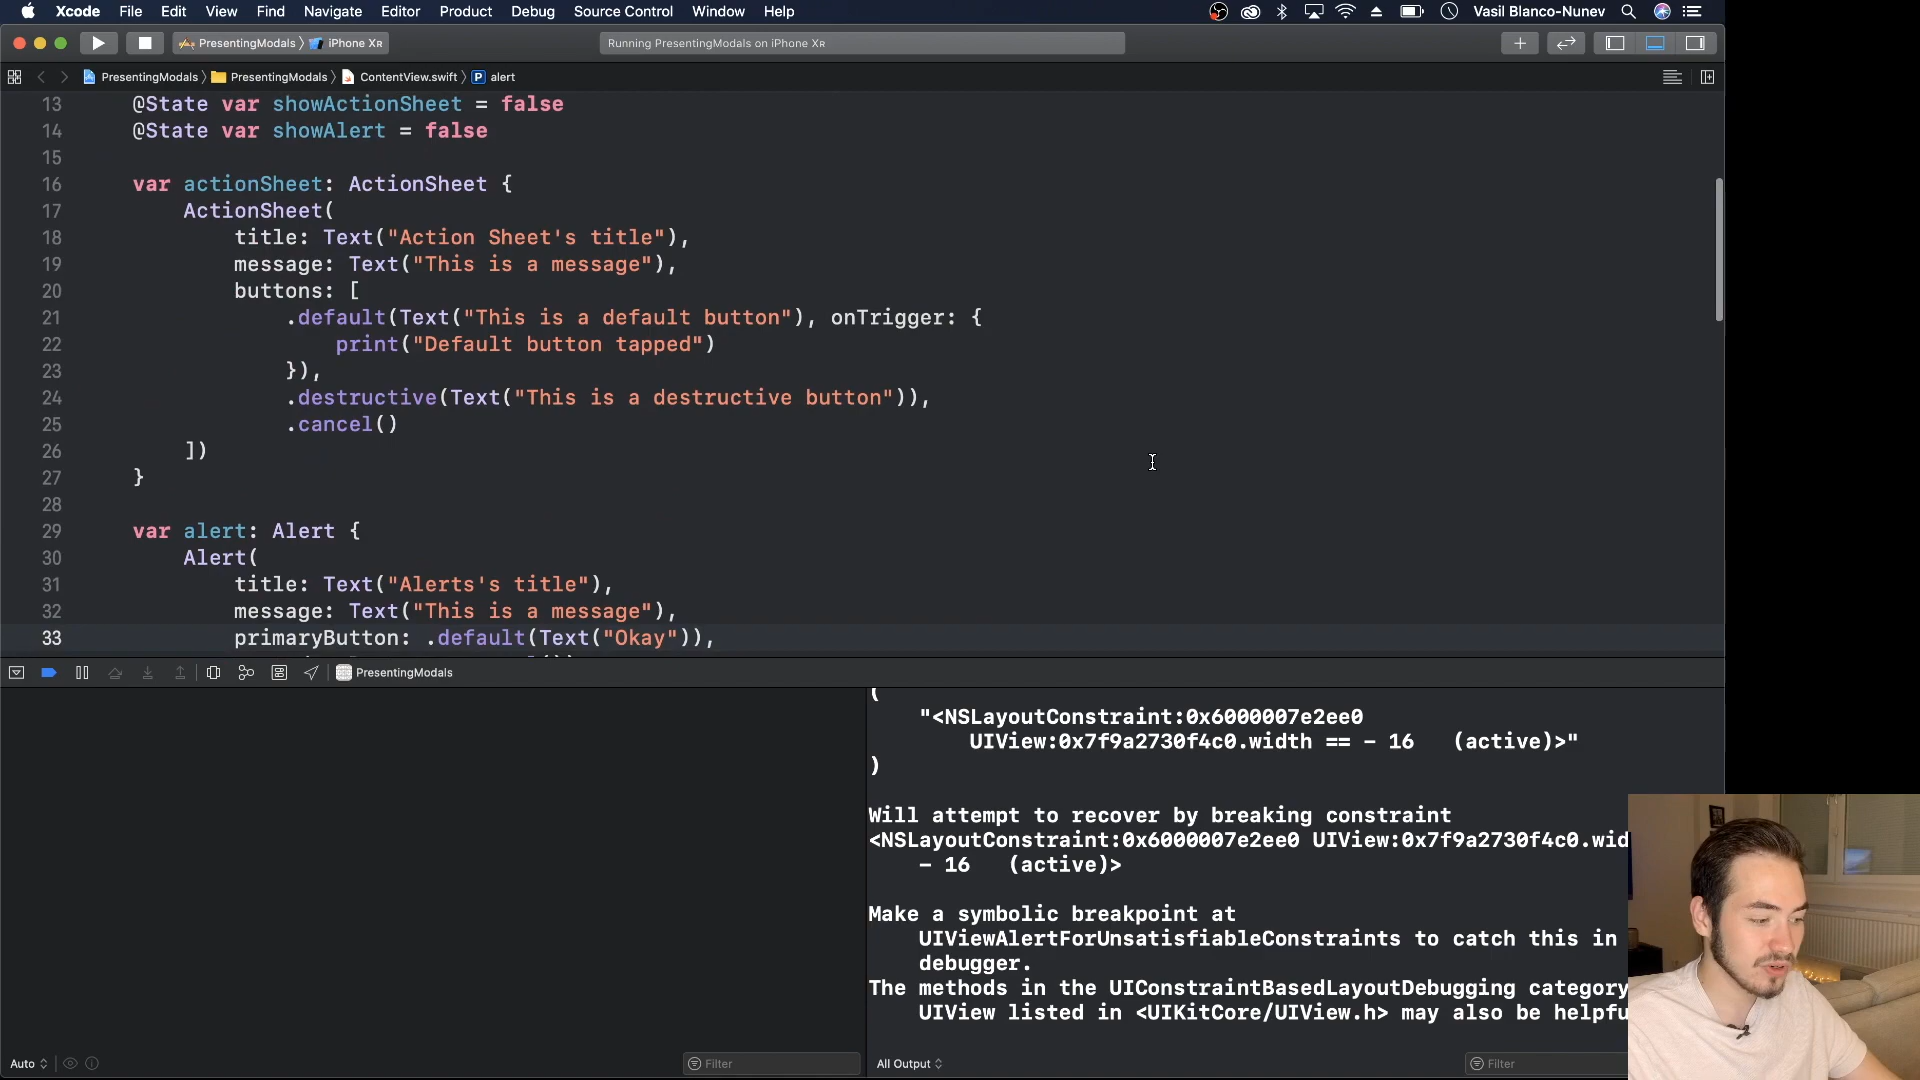 Xcode File Edit View Find Navigate Editor Product Debug Source Control Window Help Vasil Blanco-Nunev
PresentingModals iPhone XR Running PresentingModals on iPhone XR
PresentingModals PresentingModals ContentView.swift P alert
13 @State var showActionSheet = false
14 @State var showAlert = false
15
16 var actionSheet: ActionSheet {
17 ActionSheet(
18 title: Text("Action Sheet's title"),
19 message: Text("This is a message"),
20 buttons: [
21 .default(Text("This is a default button"), onTrigger: {
22 print("Default button tapped")
23 }),
24 .destructive(Text("This is a destructive button")),
25 .cancel()
26 ])
27 }
28
29 var alert: Alert {
30 Alert(
31 title: Text("Alerts's title"),
32 message: Text("This is a message"),
33 primaryButton: .default(Text("Okay")),
PresentingModals
(
"<NSLayoutConstraint:0x6000007e2ee0
UIView:0x7f9a2730f4c0.width == - 16 (active)>"
)
Will attempt to recover by breaking constraint
<NSLayoutConstraint:0x6000007e2ee0 UIView:0x7f9a2730f4c0.wid
- 16 (active)>
Make a symbolic breakpoint at
UIViewAlertForUnsatisfiableConstraints to catch this in
debugger.
The methods in the UIConstraintBasedLayoutDebugging category
UIView listed in <UIKitCore/UIView.h> may also be helpfu
Auto Filter All Output Filter